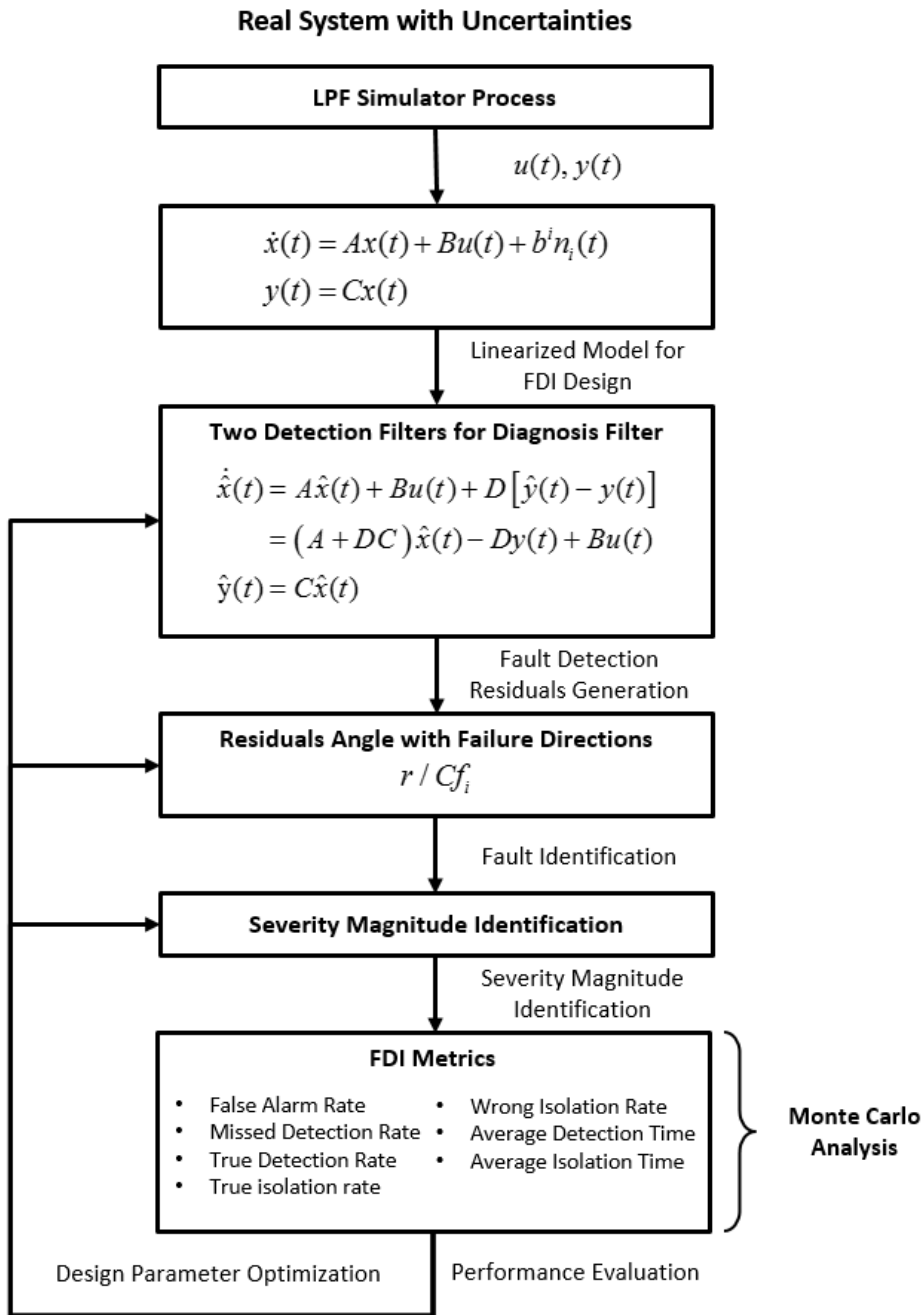 Real System with Uncertainties
LPF Simulator Process
u(t), y(t)
ẋ(t) = Ax(t) + Bu(t) + bⁱnᵢ(t)
y(t) = Cx(t)
Linearized Model for
FDI Design
Two Detection Filters for Diagnosis Filter
x̂̇(t) = Ax̂(t) + Bu(t) + D[ŷ(t) − y(t)]
= (A + DC)x̂(t) − Dy(t) + Bu(t)
ŷ(t) = Cx̂(t)
Fault Detection
Residuals Generation
Residuals Angle with Failure Directions
r / Cfᵢ
Fault Identification
Severity Magnitude Identification
Severity Magnitude
Identification
FDI Metrics
• False Alarm Rate
• Missed Detection Rate
• True Detection Rate
• True isolation rate
• Wrong Isolation Rate
• Average Detection Time
• Average Isolation Time
Monte Carlo
Analysis
Design Parameter Optimization
Performance Evaluation